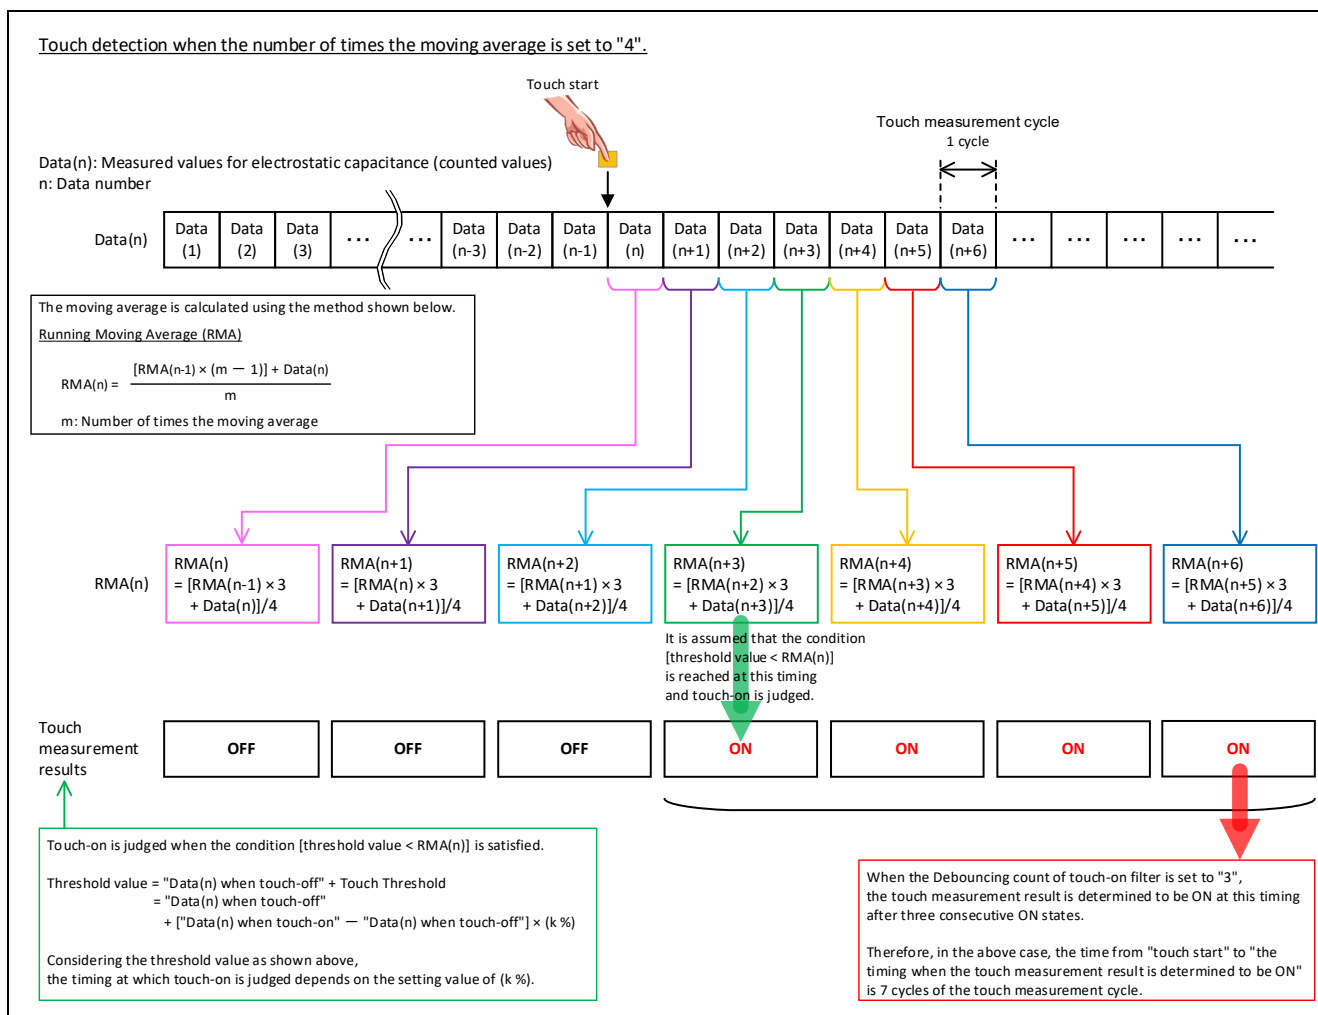 Touch detection when the number of times the moving average is set to "4".
Touch start
Touch measurement cycle
1 cycle
Data(n): Measured values for electrostatic capacitance (counted values)
n: Data number
Data(n)
Data (1)
Data (2)
Data (3)
...
...
Data (n-3)
Data (n-2)
Data (n-1)
Data (n)
Data (n+1)
Data (n+2)
Data (n+3)
Data (n+4)
Data (n+5)
Data (n+6)
...
...
...
...
...
The moving average is calculated using the method shown below.
Running Moving Average (RMA)
RMA(n) = [RMA(n-1) × (m － 1)] + Data(n)
m
m: Number of times the moving average
RMA(n)
RMA(n)
= [RMA(n-1) × 3
+ Data(n)]/4
RMA(n+1)
= [RMA(n) × 3
+ Data(n+1)]/4
RMA(n+2)
= [RMA(n+1) × 3
+ Data(n+2)]/4
RMA(n+3)
= [RMA(n+2) × 3
+ Data(n+3)]/4
RMA(n+4)
= [RMA(n+3) × 3
+ Data(n+4)]/4
RMA(n+5)
= [RMA(n+4) × 3
+ Data(n+5)]/4
RMA(n+6)
= [RMA(n+5) × 3
+ Data(n+6)]/4
It is assumed that the condition
[threshold value < RMA(n)]
is reached at this timing
and touch-on is judged.
Touch
measurement
results
OFF
OFF
OFF
ON
ON
ON
ON
Touch-on is judged when the condition [threshold value < RMA(n)] is satisfied.
Threshold value = "Data(n) when touch-off" + Touch Threshold
= "Data(n) when touch-off"
+ ["Data(n) when touch-on" － "Data(n) when touch-off"] × (k %)
Considering the threshold value as shown above,
the timing at which touch-on is judged depends on the setting value of (k %).
When the Debouncing count of touch-on filter is set to "3",
the touch measurement result is determined to be ON at this timing
after three consecutive ON states.
Therefore, in the above case, the time from "touch start" to "the
timing when the touch measurement result is determined to be ON"
is 7 cycles of the touch measurement cycle.